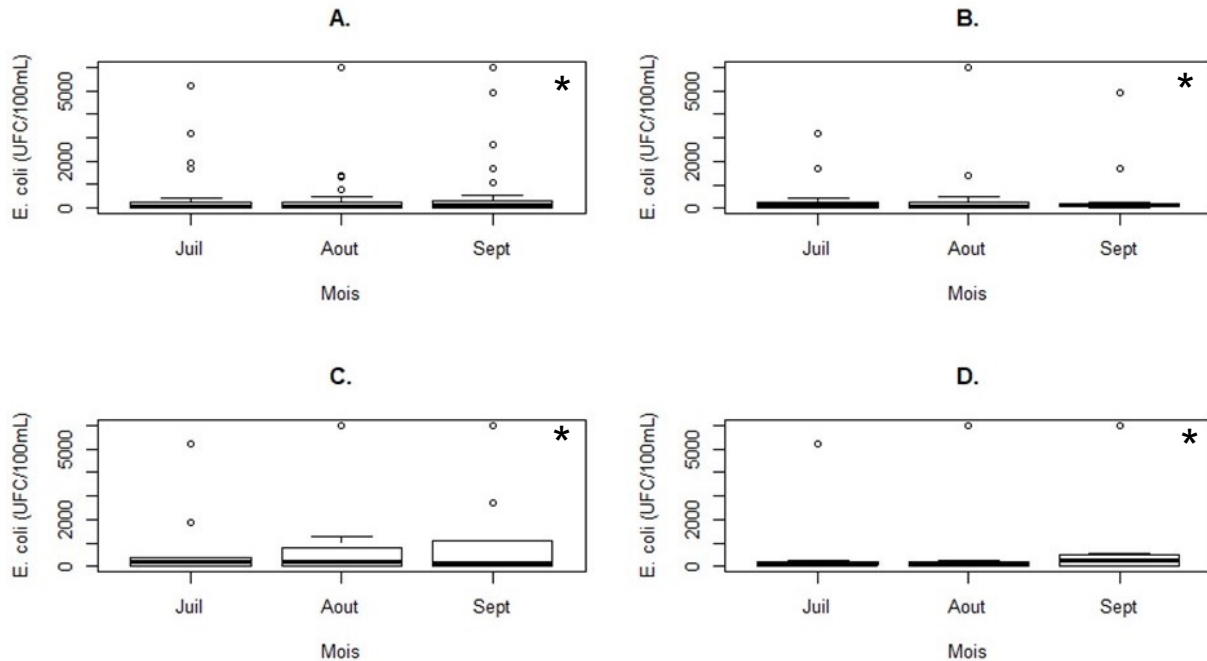 A.
E. coli (UFC/100mL)
5000
2000
0
*
Juil Aout Sept
Mois
B.
E. coli (UFC/100mL)
5000
2000
0
*
Juil Aout Sept
Mois
C.
E. coli (UFC/100mL)
5000
2000
0
*
Juil Aout Sept
Mois
D.
E. coli (UFC/100mL)
5000
2000
0
*
Juil Aout Sept
Mois